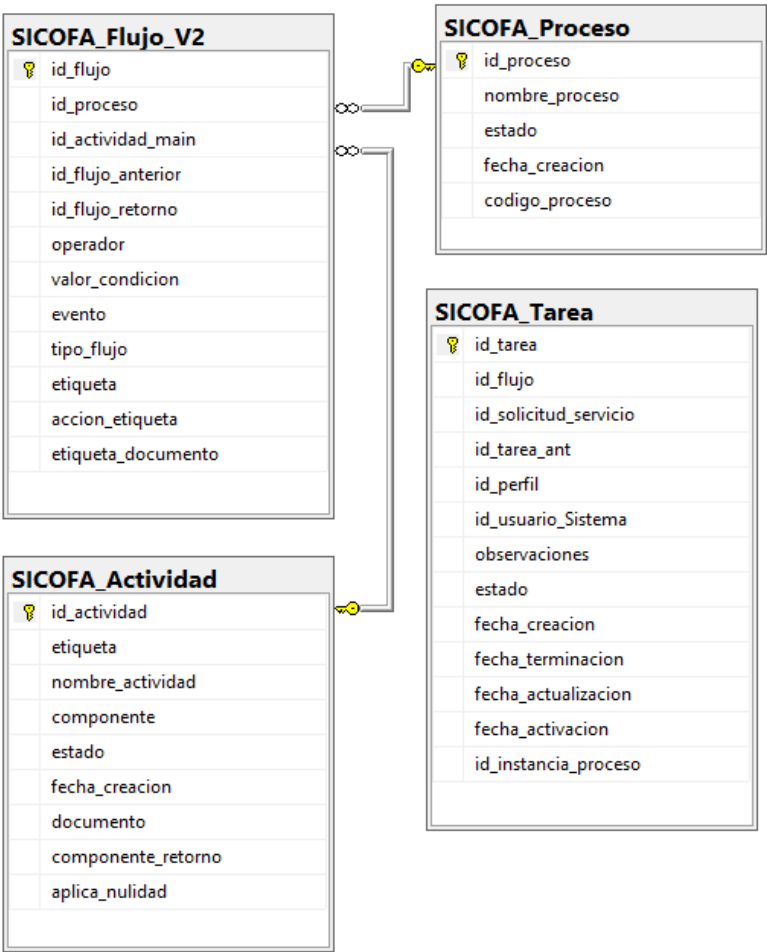 SICOFA_Flujo_V2
id_flujo
id_proceso
id_actividad_main
id_flujo_anterior
id_flujo_retorno
operador
valor_condicion
evento
tipo_flujo
etiqueta
accion_etiqueta
etiqueta_documento
SICOFA_Proceso
id_proceso
nombre_proceso
estado
fecha_creacion
codigo_proceso
SICOFA_Tarea
id_tarea
id_flujo
id_solicitud_servicio
id_tarea_ant
id_perfil
id_usuario_Sistema
observaciones
estado
fecha_creacion
fecha_terminacion
fecha_actualizacion
fecha_activacion
id_instancia_proceso
SICOFA_Actividad
id_actividad
etiqueta
nombre_actividad
componente
estado
fecha_creacion
documento
componente_retorno
aplica_nulidad